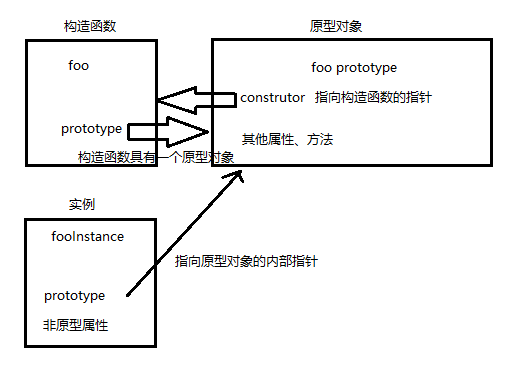 构造函数
原型对象
foo
foo prototype
construtor 指向构造函数的指针
prototype
其他属性、方法
构造函数具有一个原型对象
实例
fooInstance
指向原型对象的内部指针
prototype
非原型属性